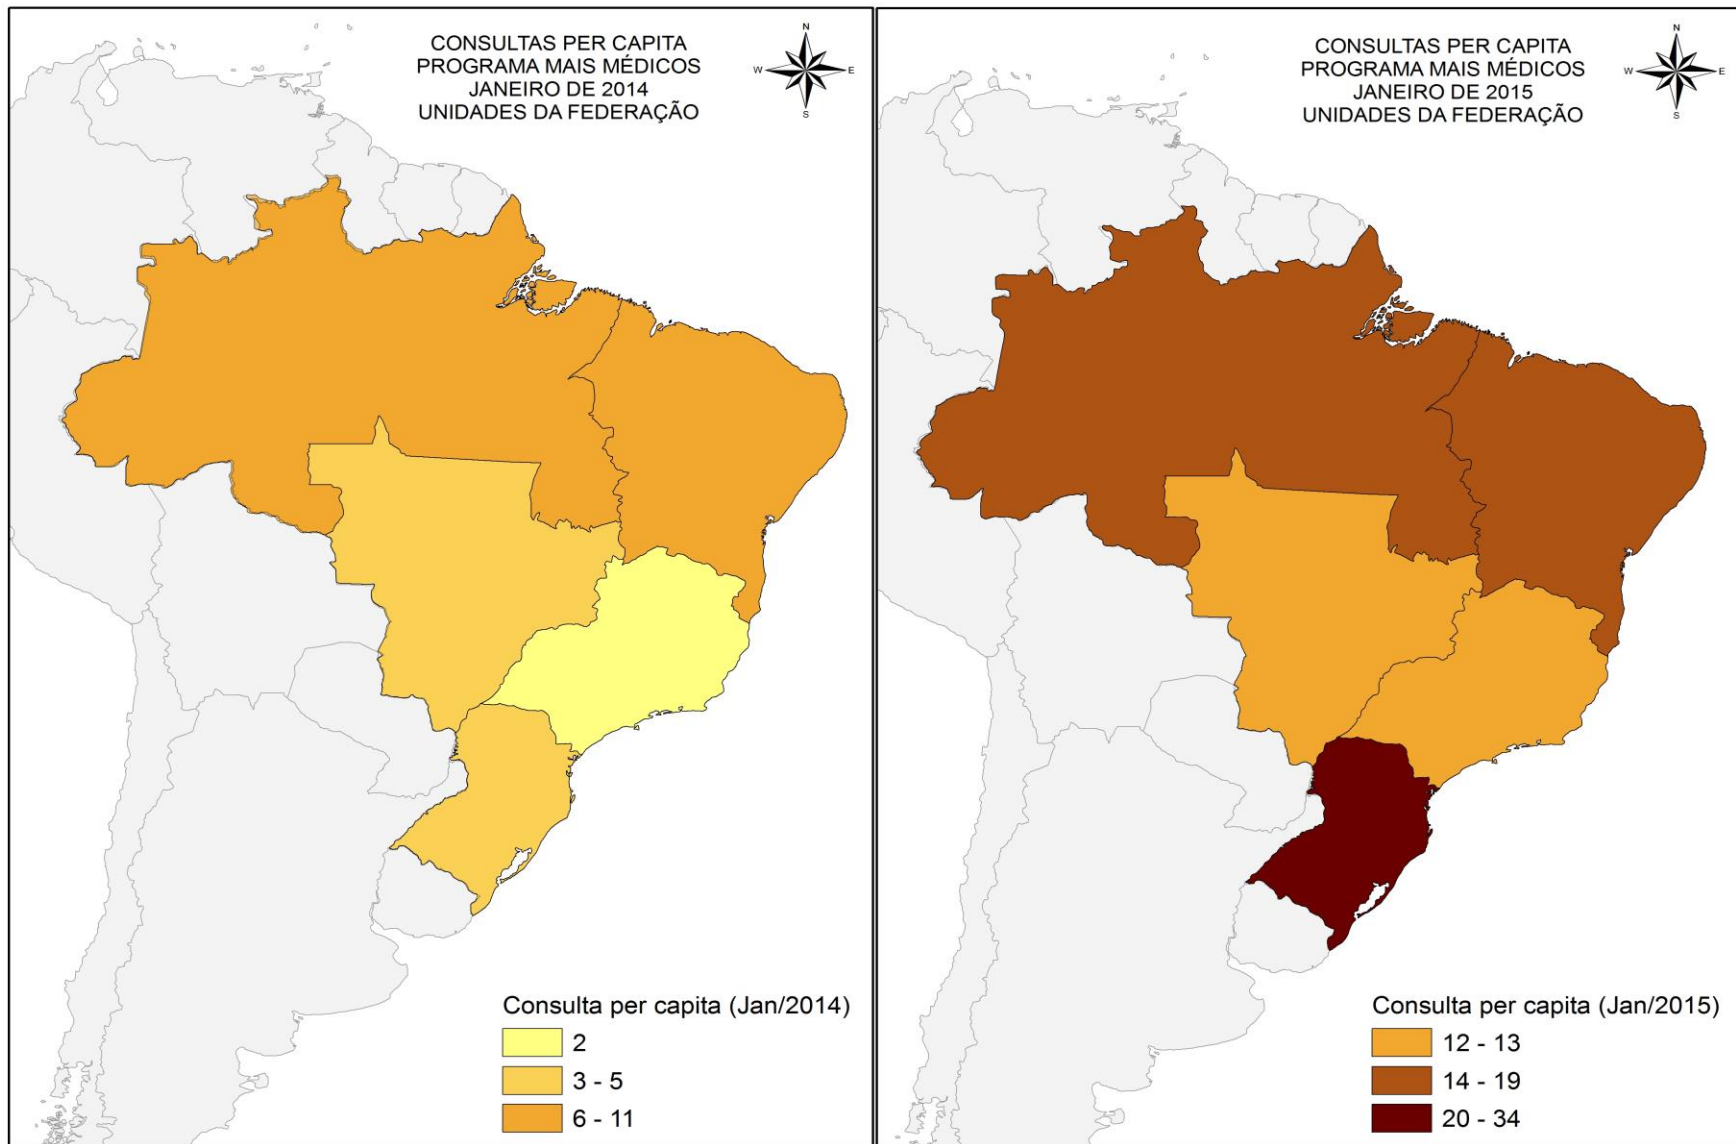 CONSULTAS PER CAPITA
PROGRAMA MAIS MÉDICOS
JANEIRO DE 2014
UNIDADES DA FEDERAÇÃO
N
W
E
S
Consulta per capita (Jan/2014)
2
3 - 5
6 - 11
CONSULTAS PER CAPITA
PROGRAMA MAIS MÉDICOS
JANEIRO DE 2015
UNIDADES DA FEDERAÇÃO
N
W
E
S
Consulta per capita (Jan/2015)
12 - 13
14 - 19
20 - 34